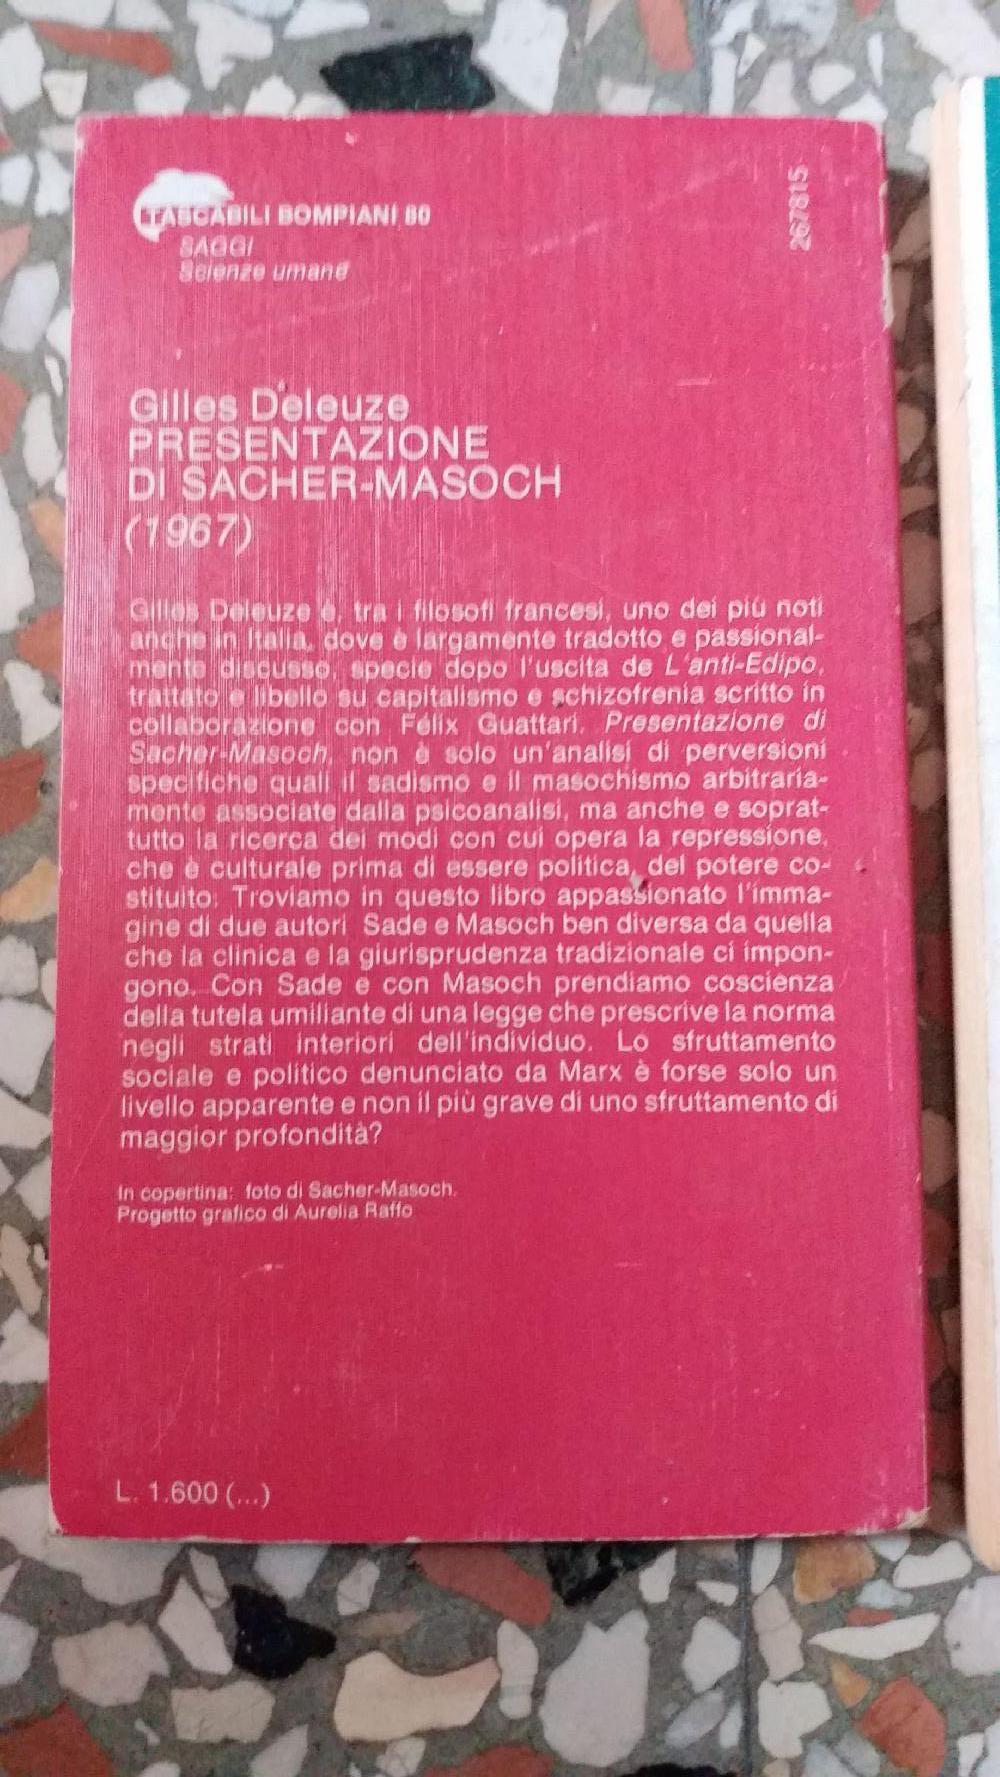 TASCABILI BOMPIANI 80
SAGGI
Scienze umane
267815
Gilles Deleuze
PRESENTAZIONE
DI SACHER-MASOCH
(1967)
Gilles Deleuze è, tra i filosofi francesi, uno dei più noti
anche in Italia, dove è largamente tradotto e passional-
mente discusso, specie dopo l'uscita de L'anti-Edipo,
trattato e libello su capitalismo e schizofrenia scritto in
collaborazione con Félix Guattari. Presentazione di
Sacher-Masoch, non è solo un'analisi di perversioni
specifiche quali il sadismo e il masochismo arbitraria-
mente associate dalla psicoanalisi, ma anche e soprat-
tutto la ricerca dei modi con cui opera la repressione,
che è culturale prima di essere politica, del potere co-
stituito. Troviamo in questo libro appassionato l'imma-
gine di due autori Sade e Masoch ben diversa da quella
che la clinica e la giurisprudenza tradizionale ci impon-
gono. Con Sade e con Masoch prendiamo coscienza
della tutela umiliante di una legge che prescrive la norma
negli strati interiori dell'individuo. Lo sfruttamento
sociale e politico denunciato da Marx è forse solo un
livello apparente e non il più grave di uno sfruttamento di
maggior profondità?
In copertina: foto di Sacher-Masoch.
Progetto grafico di Aurelia Raffo
L. 1.600 (...)